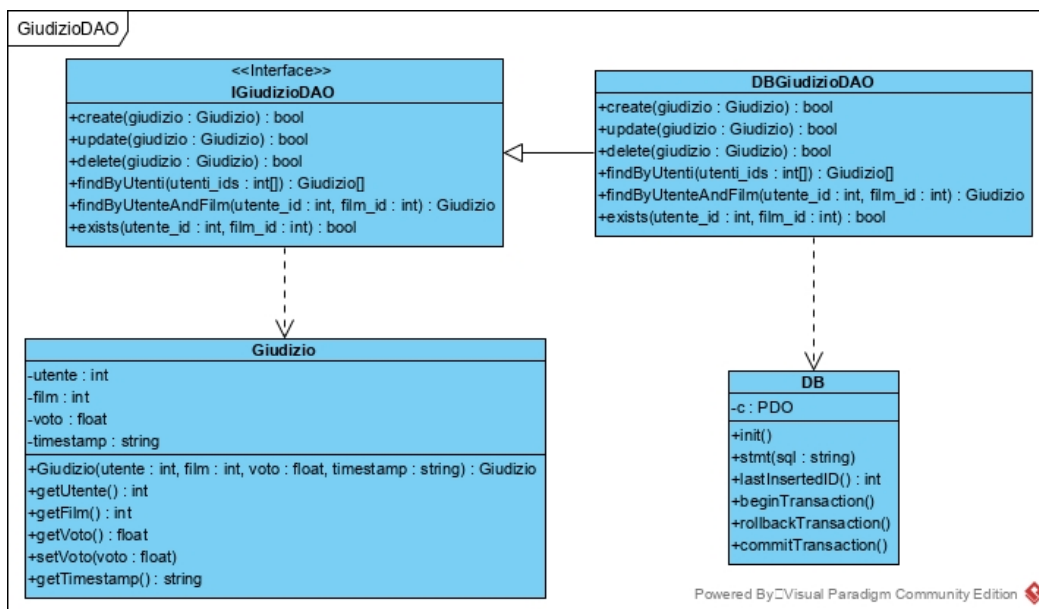 GiudizioDAO
<<Interface>>
IGiudizioDAO
+create(giudizio : Giudizio) : bool
+update(giudizio : Giudizio) : bool
+delete(giudizio : Giudizio) : bool
+findByUtenti(utenti_ids : int[]) : Giudizio[]
+findByUtenteAndFilm(utente_id : int, film_id : int) : Giudizio
+exists(utente_id : int, film_id : int) : bool
DBGiudizioDAO
+create(giudizio : Giudizio) : bool
+update(giudizio : Giudizio) : bool
+delete(giudizio : Giudizio) : bool
+findByUtenti(utenti_ids : int[]) : Giudizio[]
+findByUtenteAndFilm(utente_id : int, film_id : int) : Giudizio
+exists(utente_id : int, film_id : int) : bool
Giudizio
-utente : int
-film : int
-voto : float
-timestamp : string
+Giudizio(utente : int, film : int, voto : float, timestamp : string) : Giudizio
+getUtente() : int
+getFilm() : int
+getVoto() : float
+setVoto(voto : float)
+getTimestamp() : string
DB
-c : PDO
+init()
+stmt(sql : string)
+lastInsertedID() : int
+beginTransaction()
+rollbackTransaction()
+commitTransaction()
Powered By Visual Paradigm Community Edition